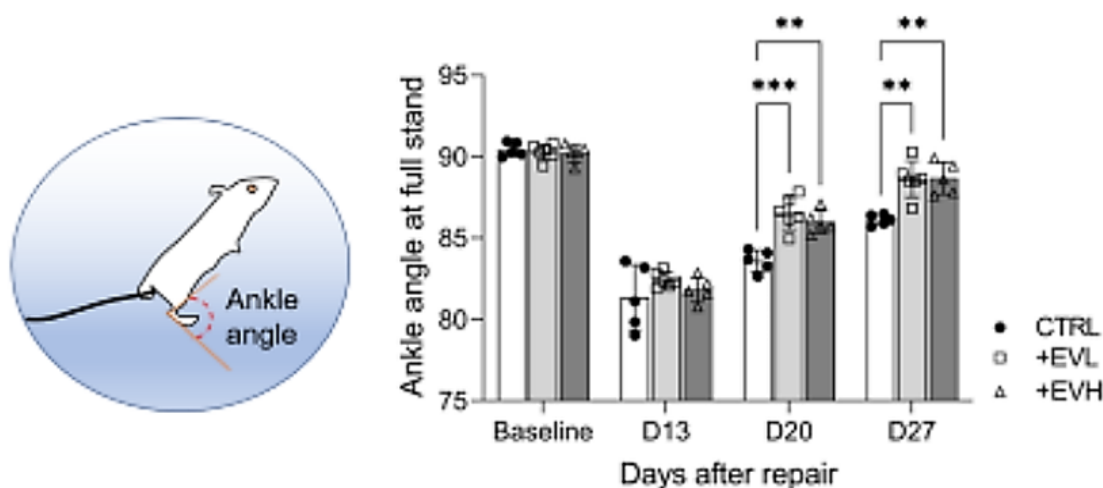 Ankle
angle
Ankle angle at full stand
95
90
85
80
75
**
***
**
**
Baseline
D13
D20
D27
Days after repair
CTRL
+EVL
+EVH